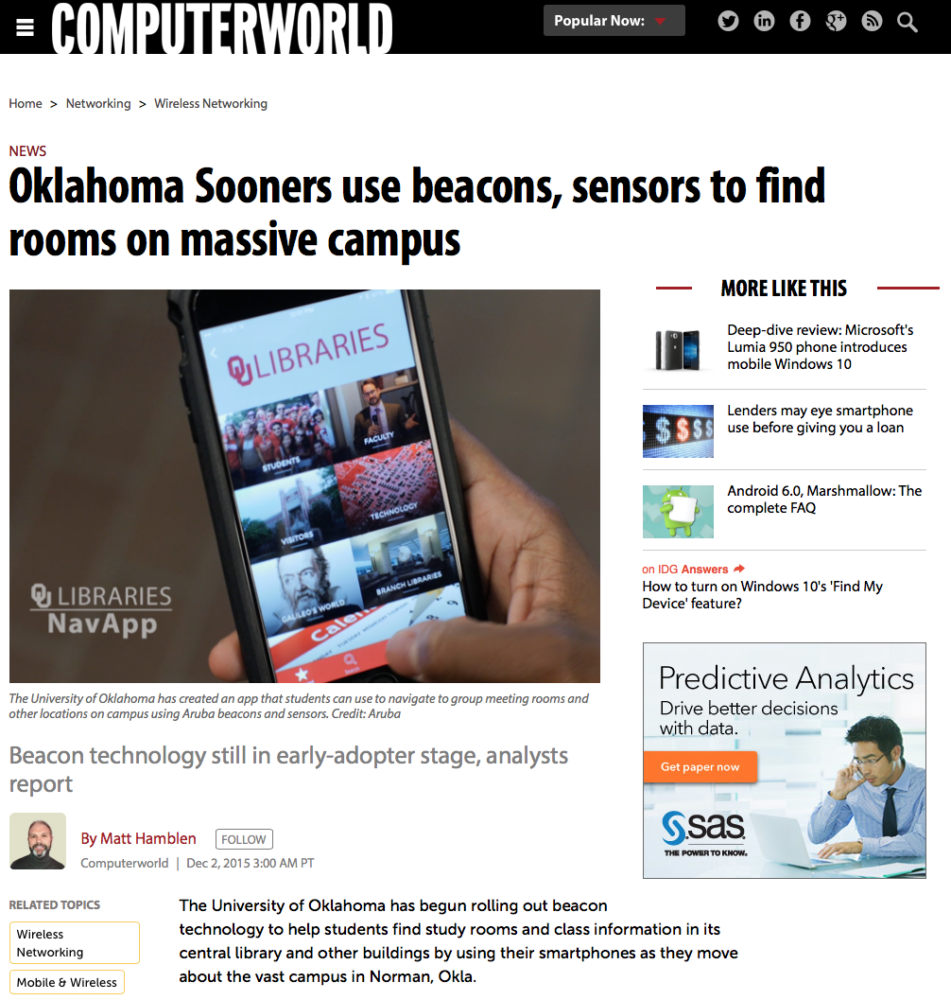 COMPUTERWORLD
Popular Now:
Home > Networking > Wireless Networking
NEWS
Oklahoma Sooners use beacons, sensors to find
rooms on massive campus
OU LIBRARIES
STUDENTS
FACULTY
VISITORS
TECHNOLOGY
GALILEO'S WORLD
BRANCH LIBRARIES
Search
OU LIBRARIES
NavApp
The University of Oklahoma has created an app that students can use to navigate to group meeting rooms and
other locations on campus using Aruba beacons and sensors. Credit: Aruba
Beacon technology still in early-adopter stage, analysts
report
By Matt Hamblen FOLLOW
Computerworld | Dec 2, 2015 3:00 AM PT
RELATED TOPICS
Wireless
Networking
Mobile & Wireless
The University of Oklahoma has begun rolling out beacon
technology to help students find study rooms and class information in its
central library and other buildings by using their smartphones as they move
about the vast campus in Norman, Okla.
MORE LIKE THIS
Deep-dive review: Microsoft's
Lumia 950 phone introduces
mobile Windows 10
Lenders may eye smartphone
use before giving you a loan
Android 6.0, Marshmallow: The
complete FAQ
on IDG Answers
How to turn on Windows 10's 'Find My
Device' feature?
Predictive Analytics
Drive better decisions
with data.
Get paper now
sas
THE POWER TO KNOW.